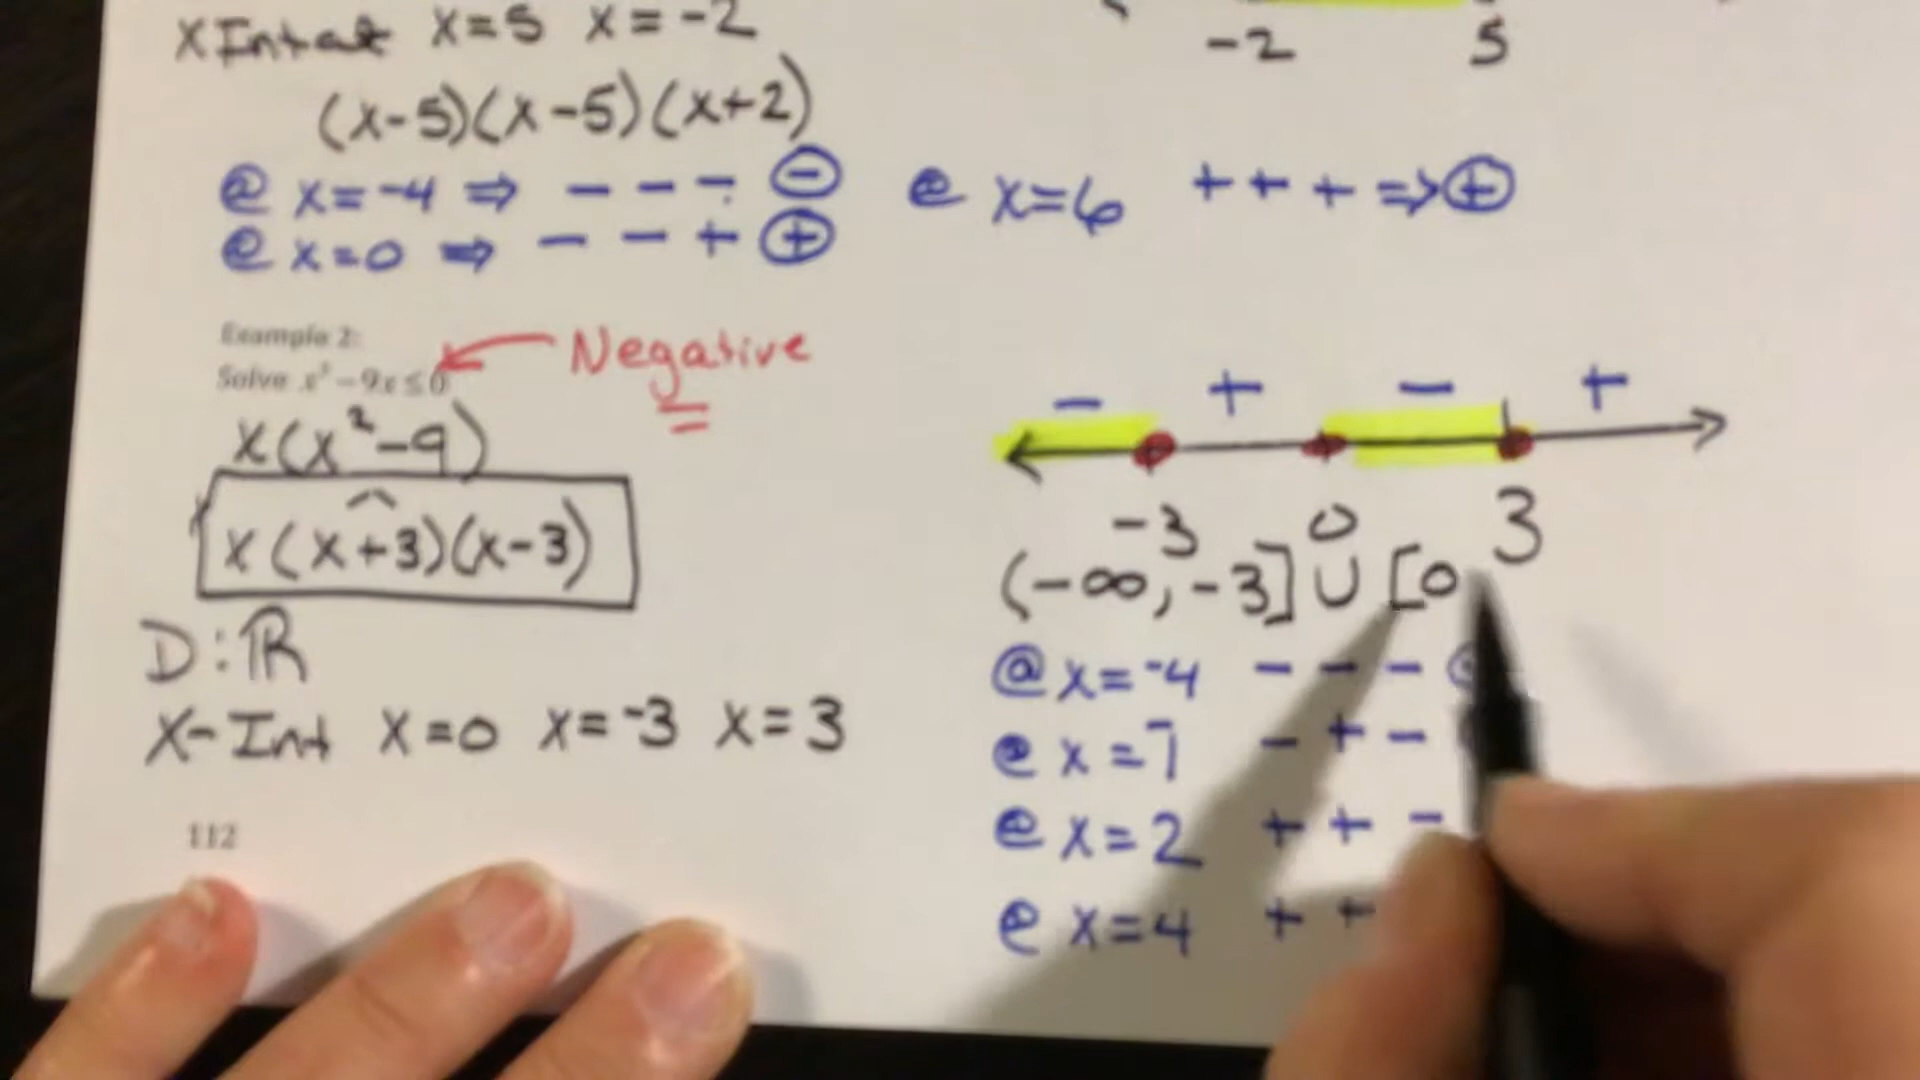 X Int at x=5 x=-2
(x-5)(x-5)(x+2)
@ x=-4 ⇒ - - - ⊖
@ x=0 ⇒ - - + ⊕
-2 5
@ x=6 + + + ⇒ ⊕
Example 2:
Solve x³-9x≤0
Negative
x(x²-9)
x(x+3)(x-3)
D:ℝ
X-Int x=0 x=-3 x=3
112
- + - +
-3 0 3
(-∞,-3]∪[0
@ x=-4 - - -
@ x=-1 - + -
@ x=2 + + -
@ x=4 + +